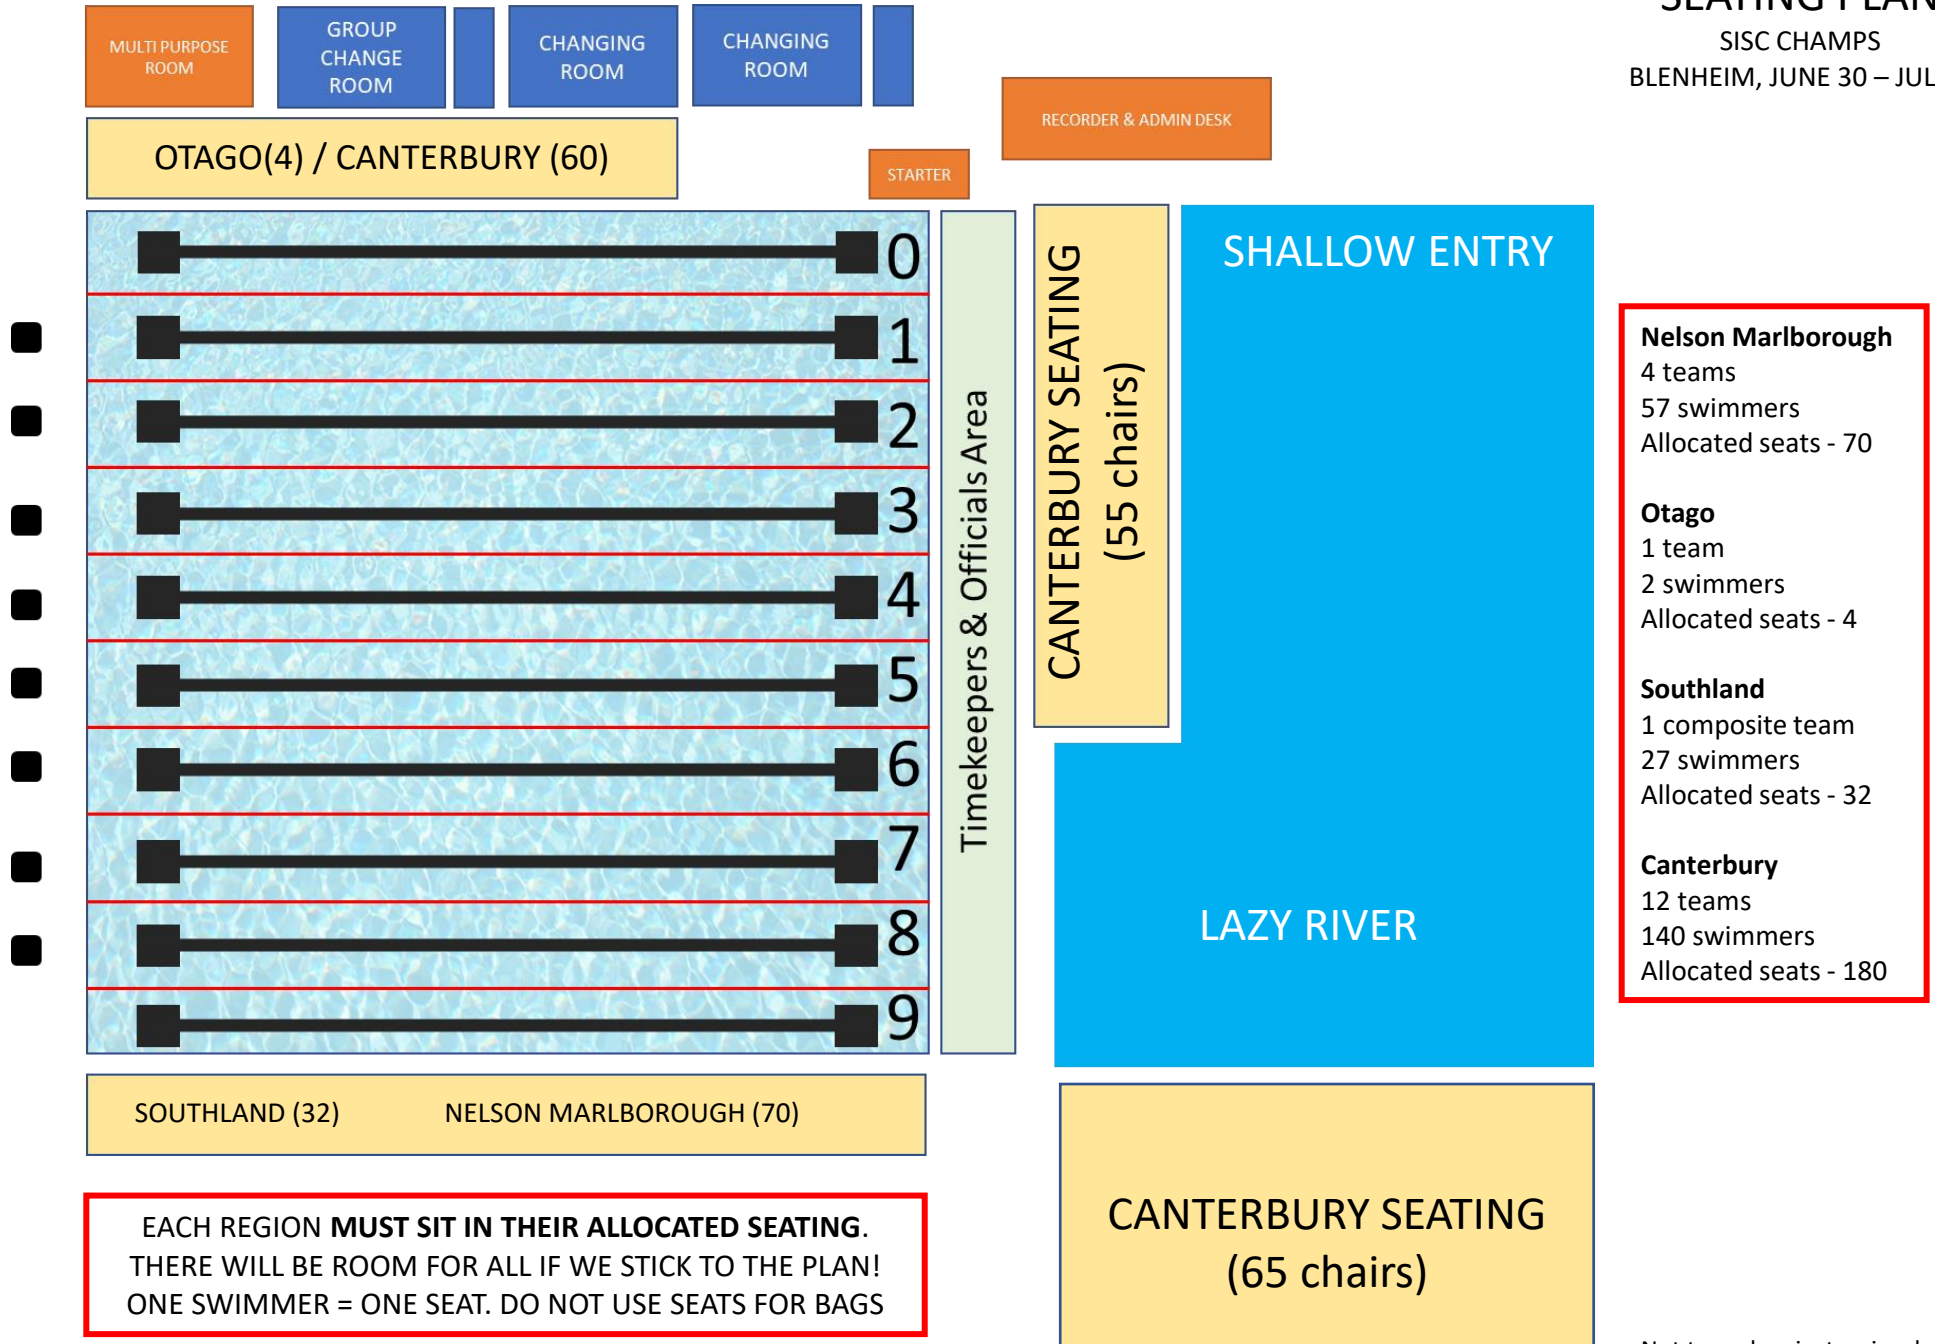 SEATING PLAN
SISC CHAMPS
BLENHEIM, JUNE 30 – JUL
MULTI PURPOSE
ROOM
GROUP
CHANGE
ROOM
CHANGING
ROOM
CHANGING
ROOM
RECORDER & ADMIN DESK
OTAGO(4) / CANTERBURY (60)
STARTER
0
1
2
3
4
5
6
7
8
9
Timekeepers & Officials Area
CANTERBURY SEATING
(55 chairs)
SHALLOW ENTRY
LAZY RIVER
Nelson Marlborough
4 teams
57 swimmers
Allocated seats - 70
Otago
1 team
2 swimmers
Allocated seats - 4
Southland
1 composite team
27 swimmers
Allocated seats - 32
Canterbury
12 teams
140 swimmers
Allocated seats - 180
SOUTHLAND (32)
NELSON MARLBOROUGH (70)
EACH REGION MUST SIT IN THEIR ALLOCATED SEATING.
THERE WILL BE ROOM FOR ALL IF WE STICK TO THE PLAN!
ONE SWIMMER = ONE SEAT. DO NOT USE SEATS FOR BAGS
CANTERBURY SEATING
(65 chairs)